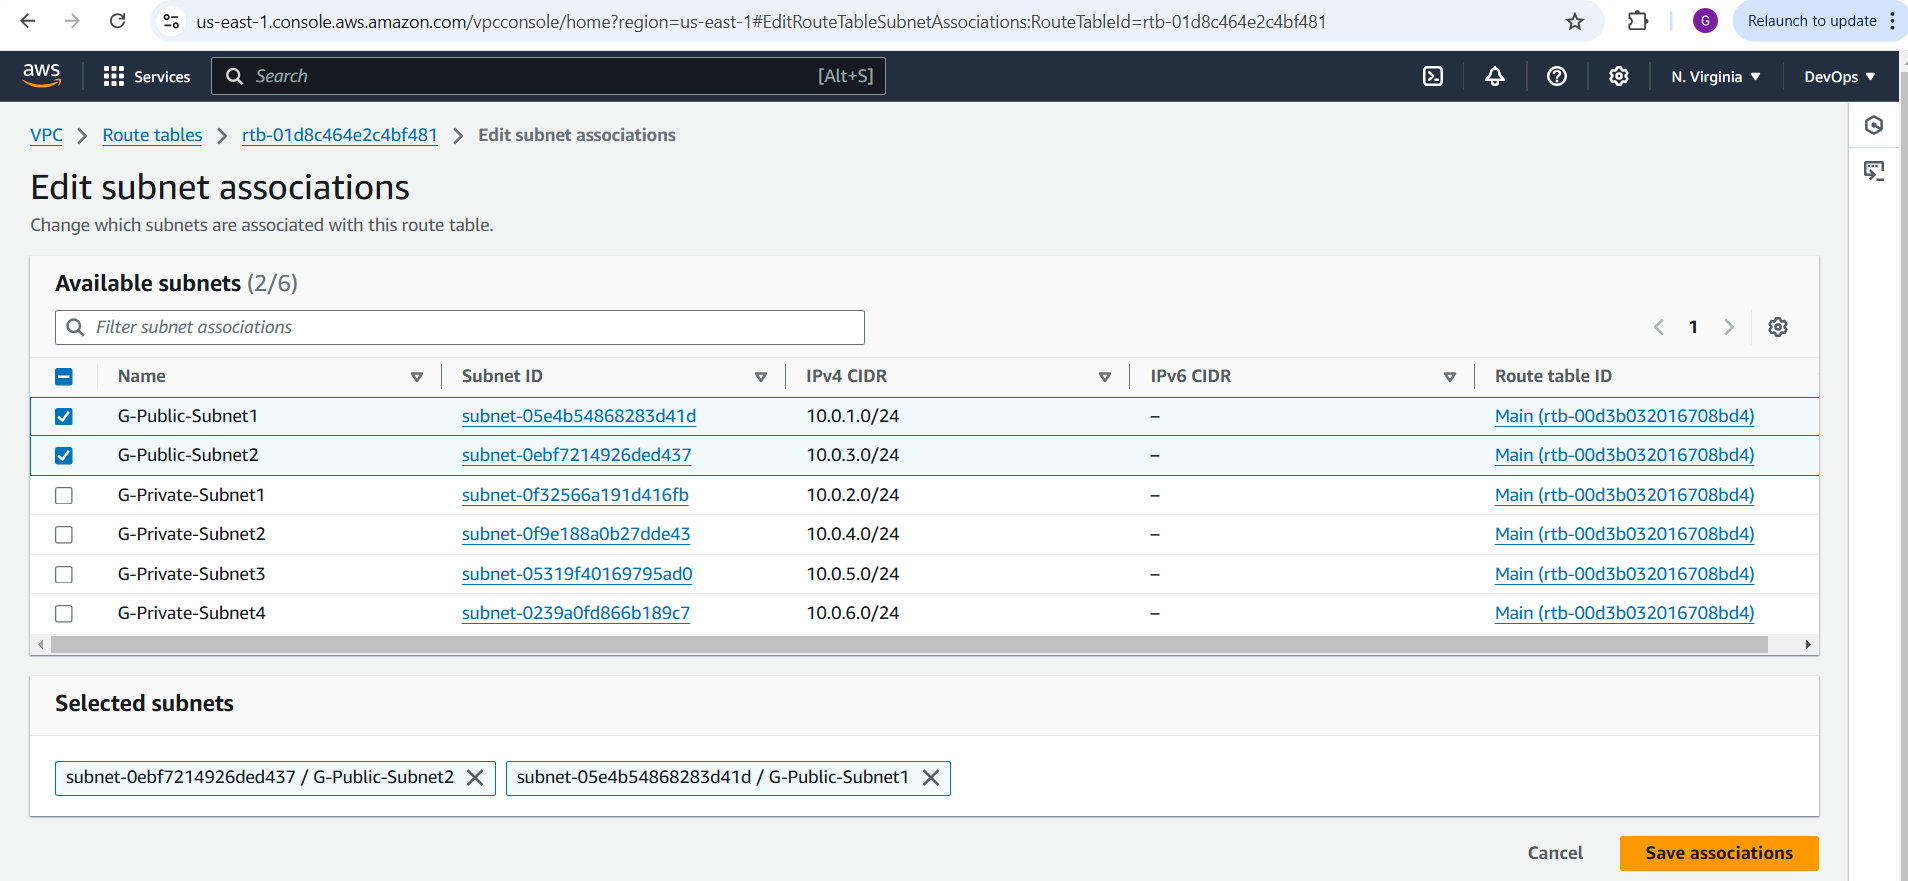 us-east-1.console.aws.amazon.com/vpcconsole/home?region=us-east-1#EditRouteTableSubnetAssociations:RouteTableId=rtb-01d8c464e2c4bf481
G
Relaunch to update
aws
Services
Search
[Alt+S]
N. Virginia
DevOps
VPC
Route tables
rtb-01d8c464e2c4bf481
Edit subnet associations
Edit subnet associations
Change which subnets are associated with this route table.
Available subnets (2/6)
Filter subnet associations
1
Name Subnet ID IPv4 CIDR IPv6 CIDR Route table ID
G-Public-Subnet1 subnet-05e4b54868283d41d 10.0.1.0/24 – Main (rtb-00d3b032016708bd4)
G-Public-Subnet2 subnet-0ebf7214926ded437 10.0.3.0/24 – Main (rtb-00d3b032016708bd4)
G-Private-Subnet1 subnet-0f32566a191d416fb 10.0.2.0/24 – Main (rtb-00d3b032016708bd4)
G-Private-Subnet2 subnet-0f9e188a0b27dde43 10.0.4.0/24 – Main (rtb-00d3b032016708bd4)
G-Private-Subnet3 subnet-05319f40169795ad0 10.0.5.0/24 – Main (rtb-00d3b032016708bd4)
G-Private-Subnet4 subnet-0239a0fd866b189c7 10.0.6.0/24 – Main (rtb-00d3b032016708bd4)
Selected subnets
subnet-0ebf7214926ded437 / G-Public-Subnet2
subnet-05e4b54868283d41d / G-Public-Subnet1
Cancel
Save associations